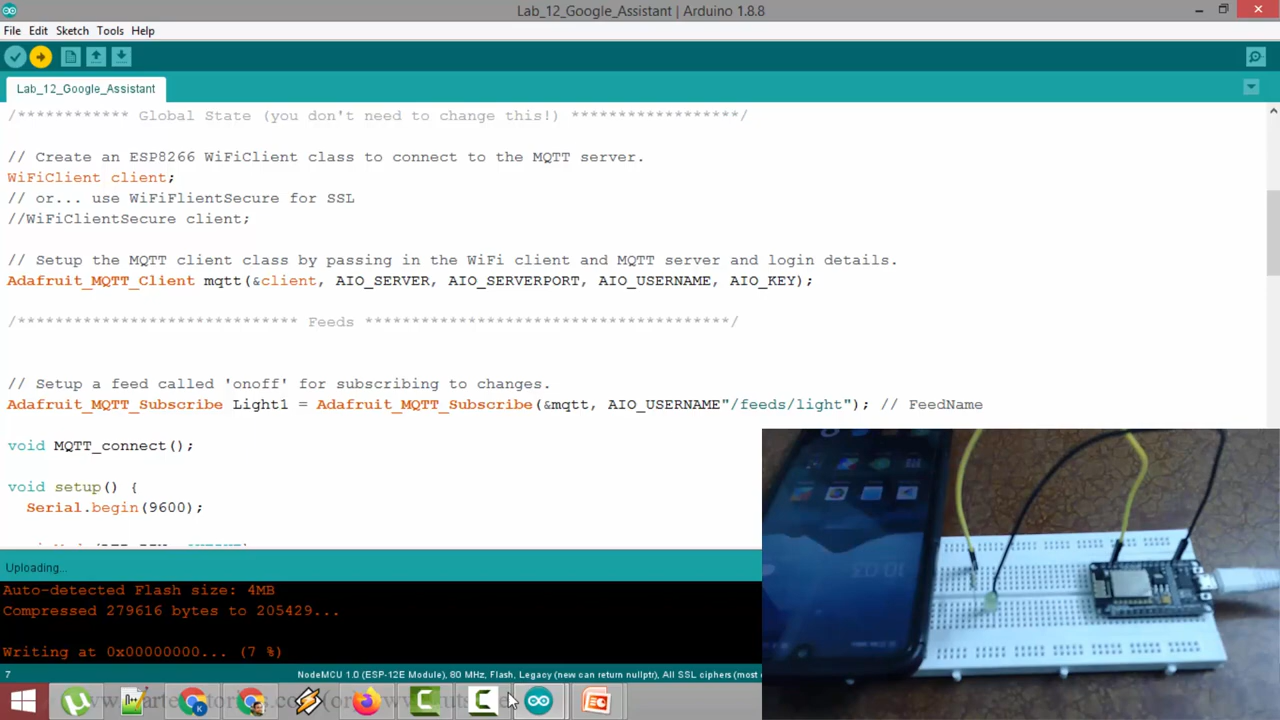 Lab_12_Google_Assistant | Arduino 1.8.8
File Edit Sketch Tools Help
Lab_12_Google_Assistant
/************ Global State (you don't need to change this!) ******************/
// Create an ESP8266 WiFiClient class to connect to the MQTT server.
WiFiClient client;
// or... use WiFiFlientSecure for SSL
//WiFiClientSecure client;
// Setup the MQTT client class by passing in the WiFi client and MQTT server and login details.
Adafruit_MQTT_Client mqtt(&client, AIO_SERVER, AIO_SERVERPORT, AIO_USERNAME, AIO_KEY);
/****************************** Feeds ***************************************/
// Setup a feed called 'onoff' for subscribing to changes.
Adafruit_MQTT_Subscribe Light1 = Adafruit_MQTT_Subscribe(&mqtt, AIO_USERNAME"/feeds/light"); // FeedName
void MQTT_connect();
void setup() {
Serial.begin(9600);
Uploading...
Auto-detected Flash size: 4MB
Compressed 279616 bytes to 205429...
Writing at 0x00000000... (7 %)
7
NodeMCU 1.0 (ESP-12E Module), 80 MHz, Flash, Legacy (new can return nullptr), All SSL ciphers (most